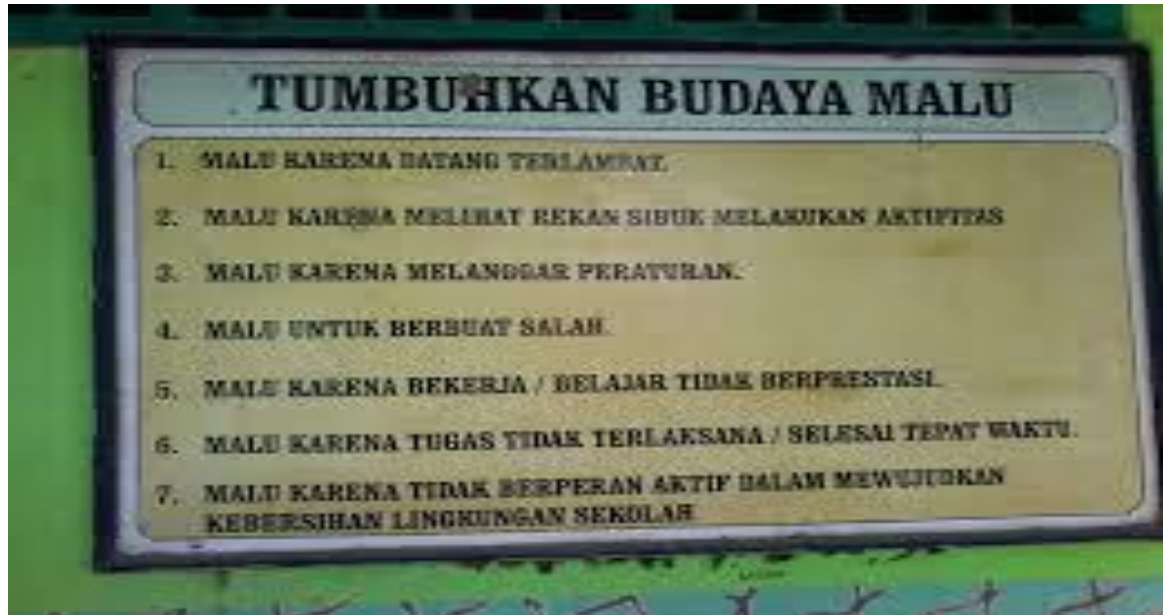 TUMBUHKAN BUDAYA MALU
1. MALU KARENA DATANG TERLAMBAT.
2. MALU KARENA MELIHAT REKAN SIBUK MELAKUKAN AKTIFITAS
3. MALU KARENA MELANGGAR PERATURAN.
4. MALU UNTUK BERBUAT SALAH.
5. MALU KARENA BEKERJA / BELAJAR TIDAK BERPRESTASI.
6. MALU KARENA TUGAS TIDAK TERLAKSANA / SELESAI TEPAT WAKTU.
7. MALU KARENA TIDAK BERPERAN AKTIF DALAM MEWUJUDKAN
KEBERSIHAN LINGKUNGAN SEKOLAH